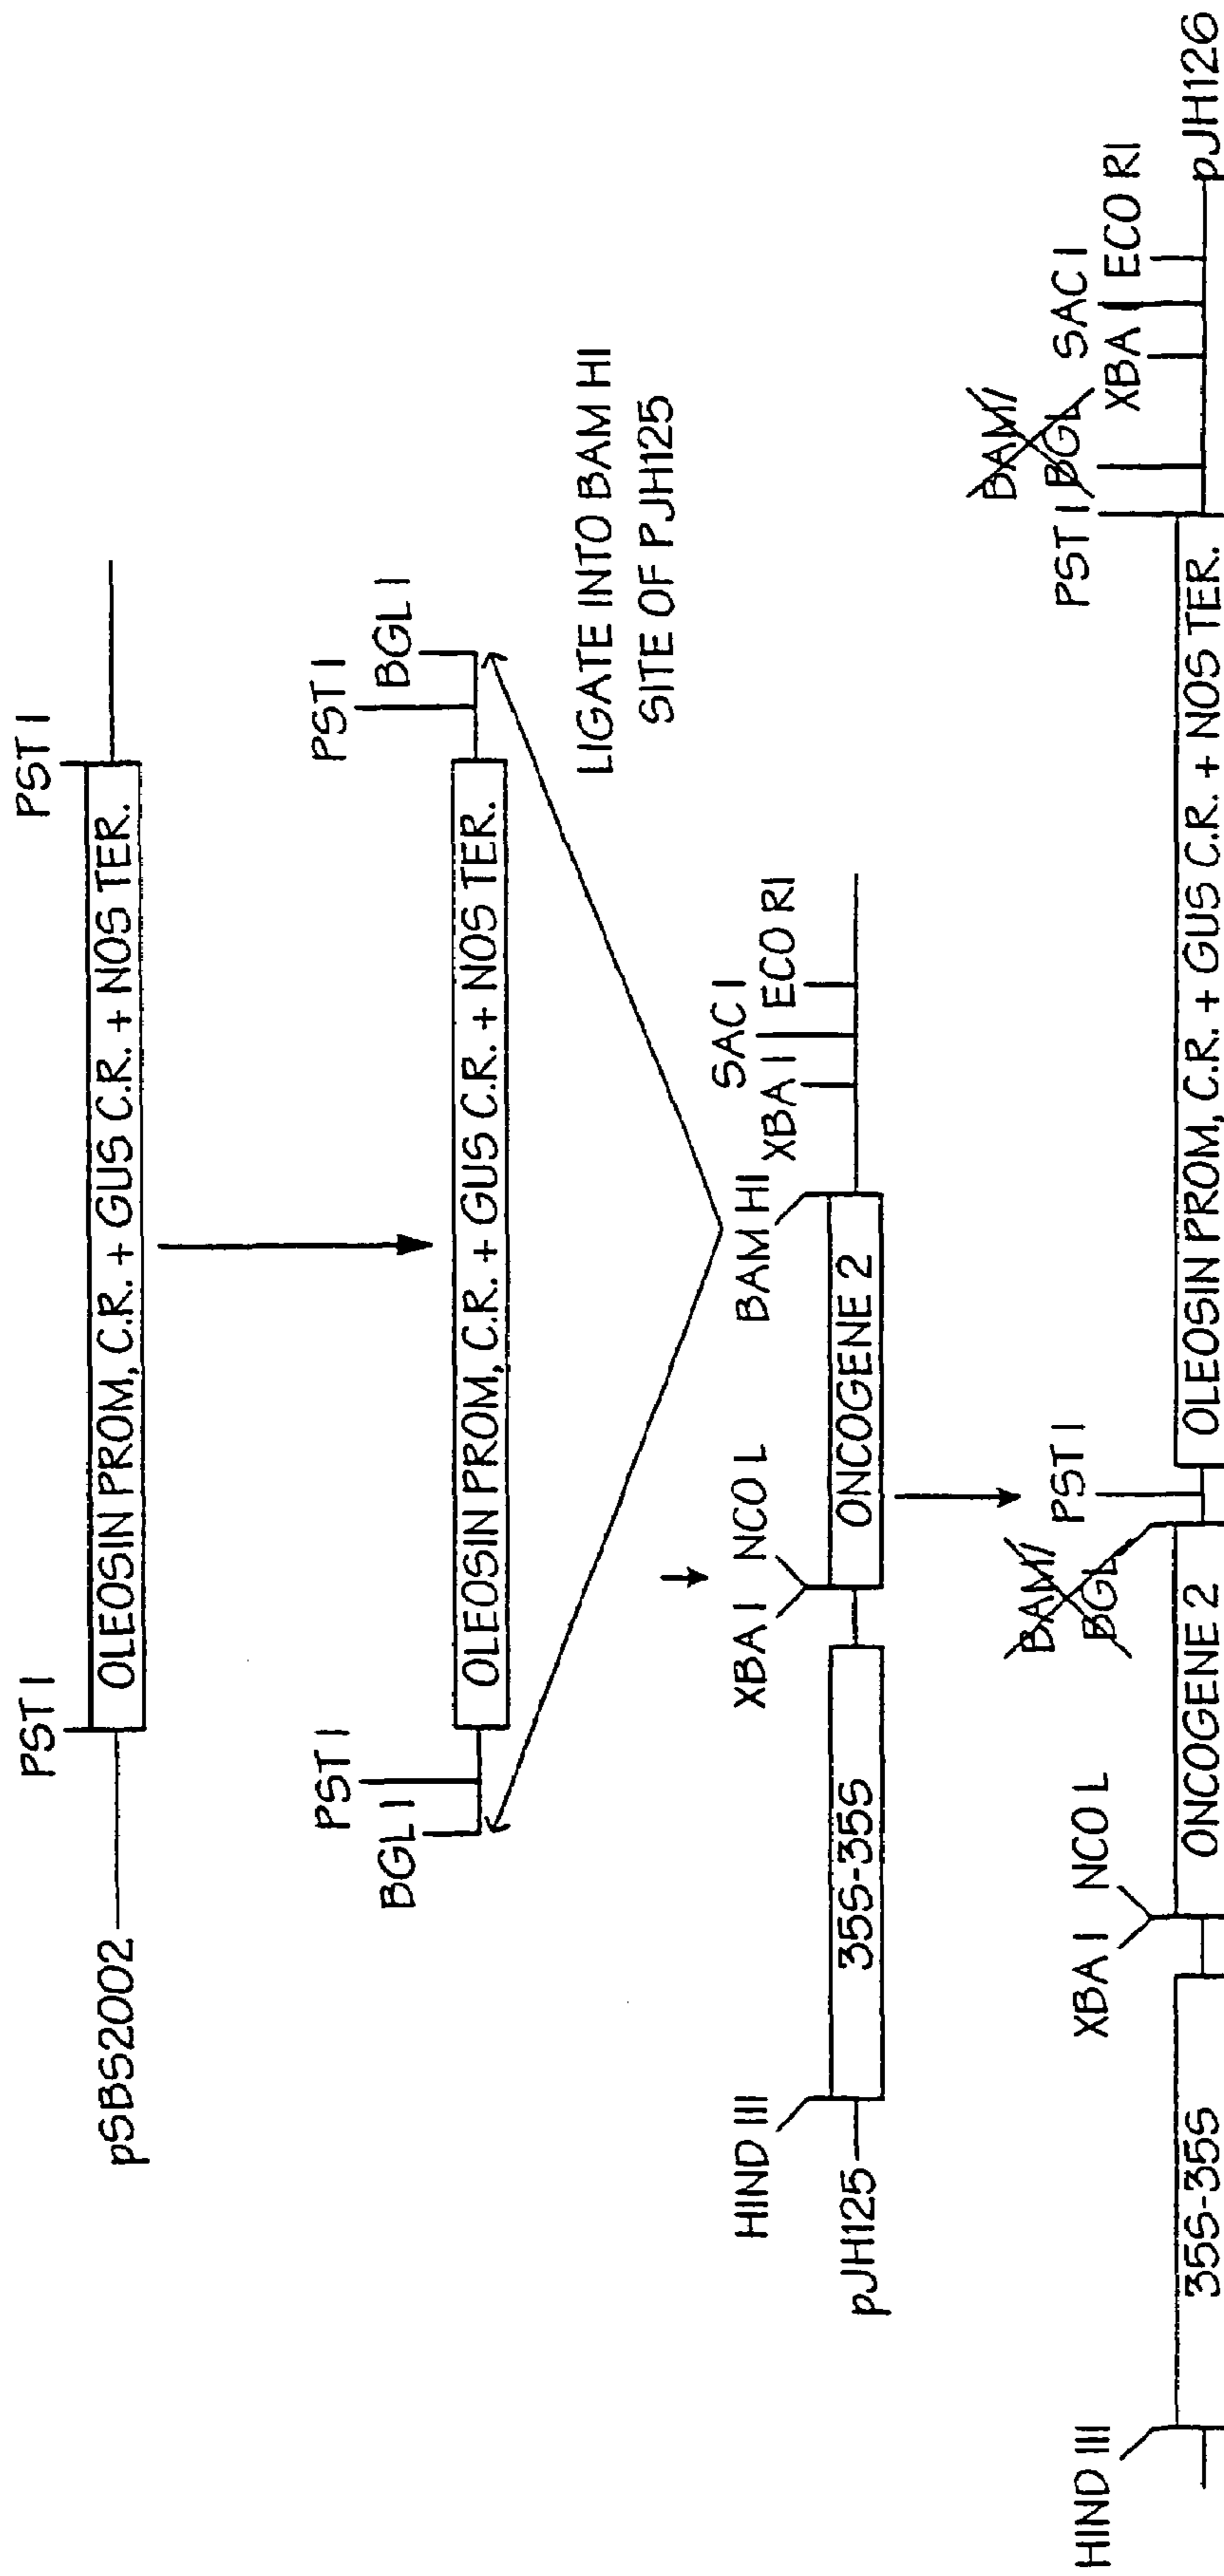 PST I
PST I
pSBS2002
OLEOSIN PROM, C.R. + GUS C.R. + NOS TER.
PST I
PST I
BGL I
BGL I
OLEOSIN PROM, C.R. + GUS C.R. + NOS TER.
LIGATE INTO BAM HI
SITE OF PJH125
HIND III
XBA I
NCO L
BAM HI
SAC I
XBA I
ECO RI
pJH125
35S-35S
ONCOGENE 2
BAM/
BGL
PST I
BAM/
BGL
HIND III
XBA I
NCO L
PST I
SAC I
XBA I
ECO RI
35S-35S
ONCOGENE 2
OLEOSIN PROM, C.R. + GUS C.R. + NOS TER.
pJH126